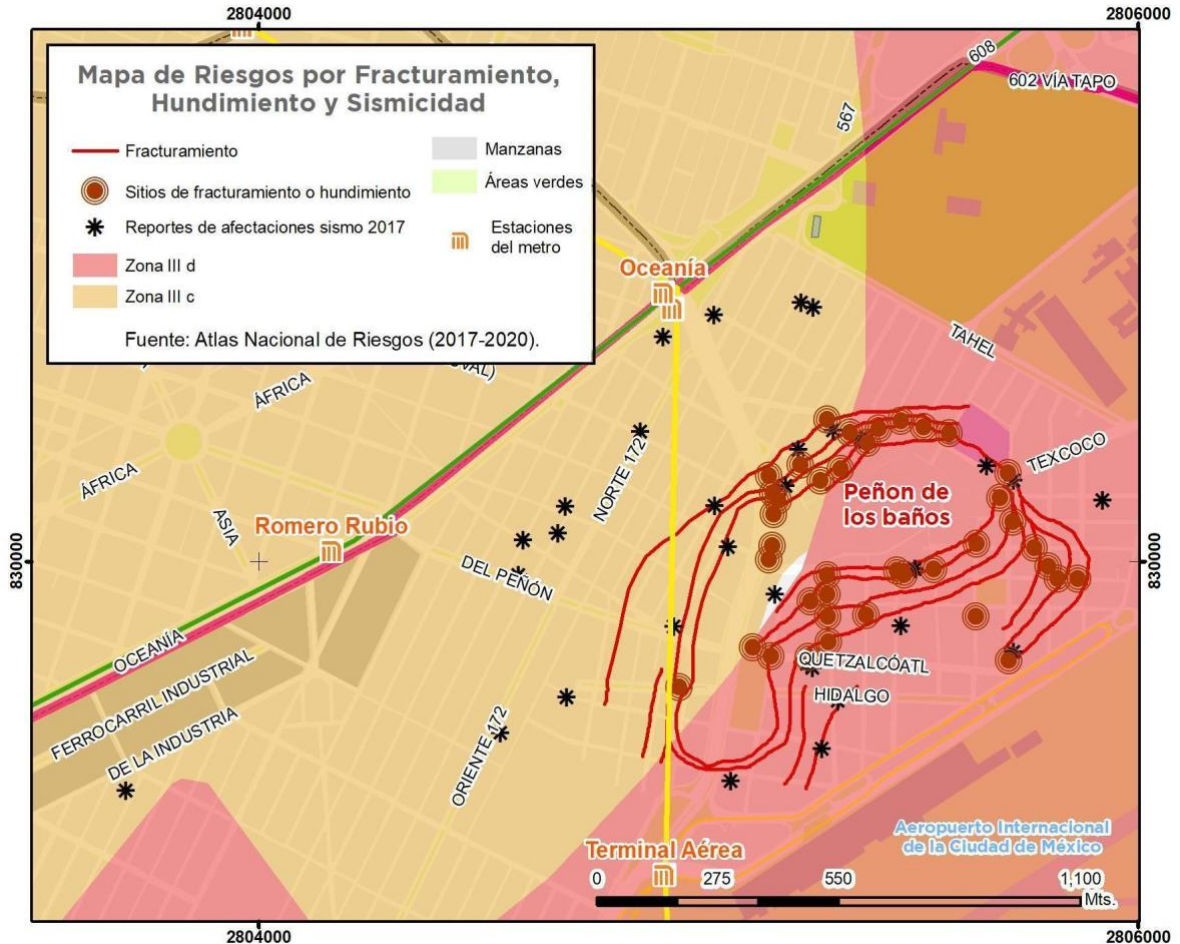 2804000
2806000
Mapa de Riesgos por Fracturamiento,
Hundimiento y Sismicidad
Fracturamiento
Sitios de fracturamiento o hundimiento
Reportes de afectaciones sismo 2017
Zona III d
Zona III c
Manzanas
Áreas verdes
Estaciones
del metro
Fuente: Atlas Nacional de Riesgos (2017-2020).
608
602 VÍA TAPO
567
Oceanía
TAHEL
OVAL)
ÁFRICA
ÁFRICA
ASIA
NORTE 172
TEXCOCO
Peñon de
los baños
Romero Rubio
830000
830000
DEL PEÑÓN
OCEANÍA
FERROCARRIL INDUSTRIAL
DE LA INDUSTRIA
ORIENTE 172
QUETZALCÓATL
HIDALGO
Aeropuerto Internacional
de la Ciudad de México
Terminal Aérea
0 275 550 1,100
Mts.
2804000
2806000